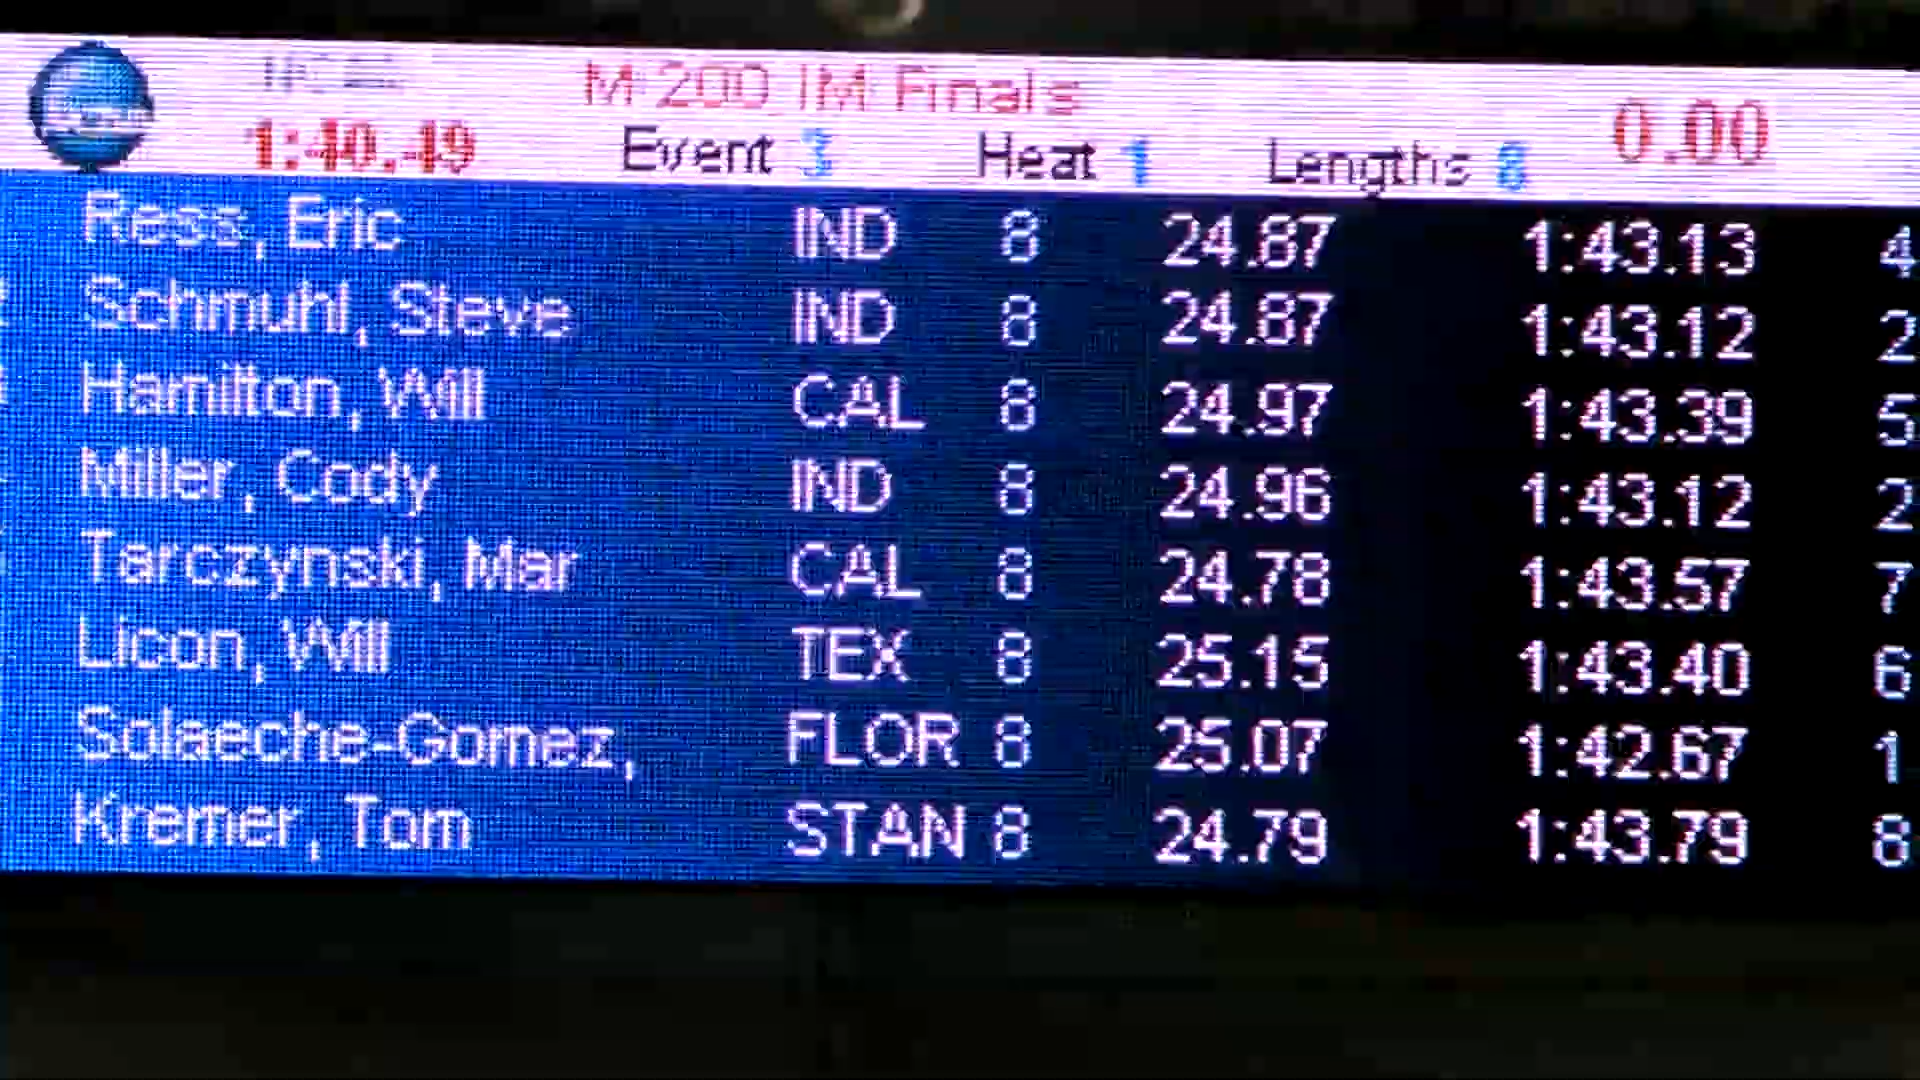 M 200 IM Finals
1:40.49 Event 3 Heat 1 Lengths 8 0.00
Ress, Eric IND 8 24.87 1:43.13 4
Schmuhl, Steve IND 8 24.87 1:43.12 2
Hamilton, Will CAL 8 24.97 1:43.39 5
Miller, Cody IND 8 24.96 1:43.12 2
Tarczynski, Mar CAL 8 24.78 1:43.57 7
Licon, Will TEX 8 25.15 1:43.40 6
Solaeche-Gomez, FLOR 8 25.07 1:42.67 1
Kremer, Tom STAN 8 24.79 1:43.79 8